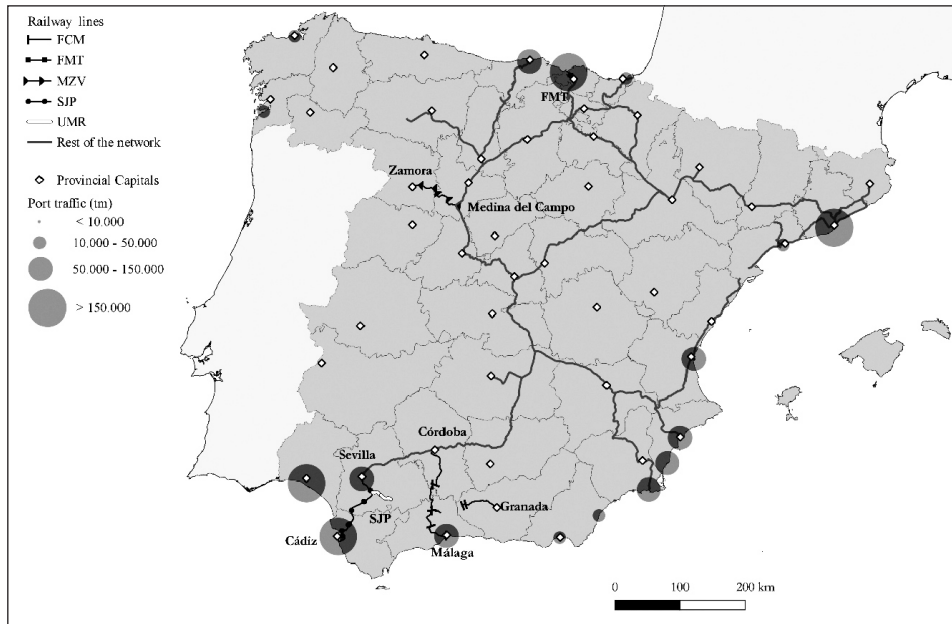 Railway lines
FCM
FMT
MZV
SJP
UMR
Rest of the network
Provincial Capitals
Port traffic (tm)
< 10.000
10.000 - 50.000
50.000 - 150.000
> 150.000
FMT
Zamora
Medina del Campo
Córdoba
Sevilla
SJP
Granada
Cádiz
Málaga
0 100 200 km